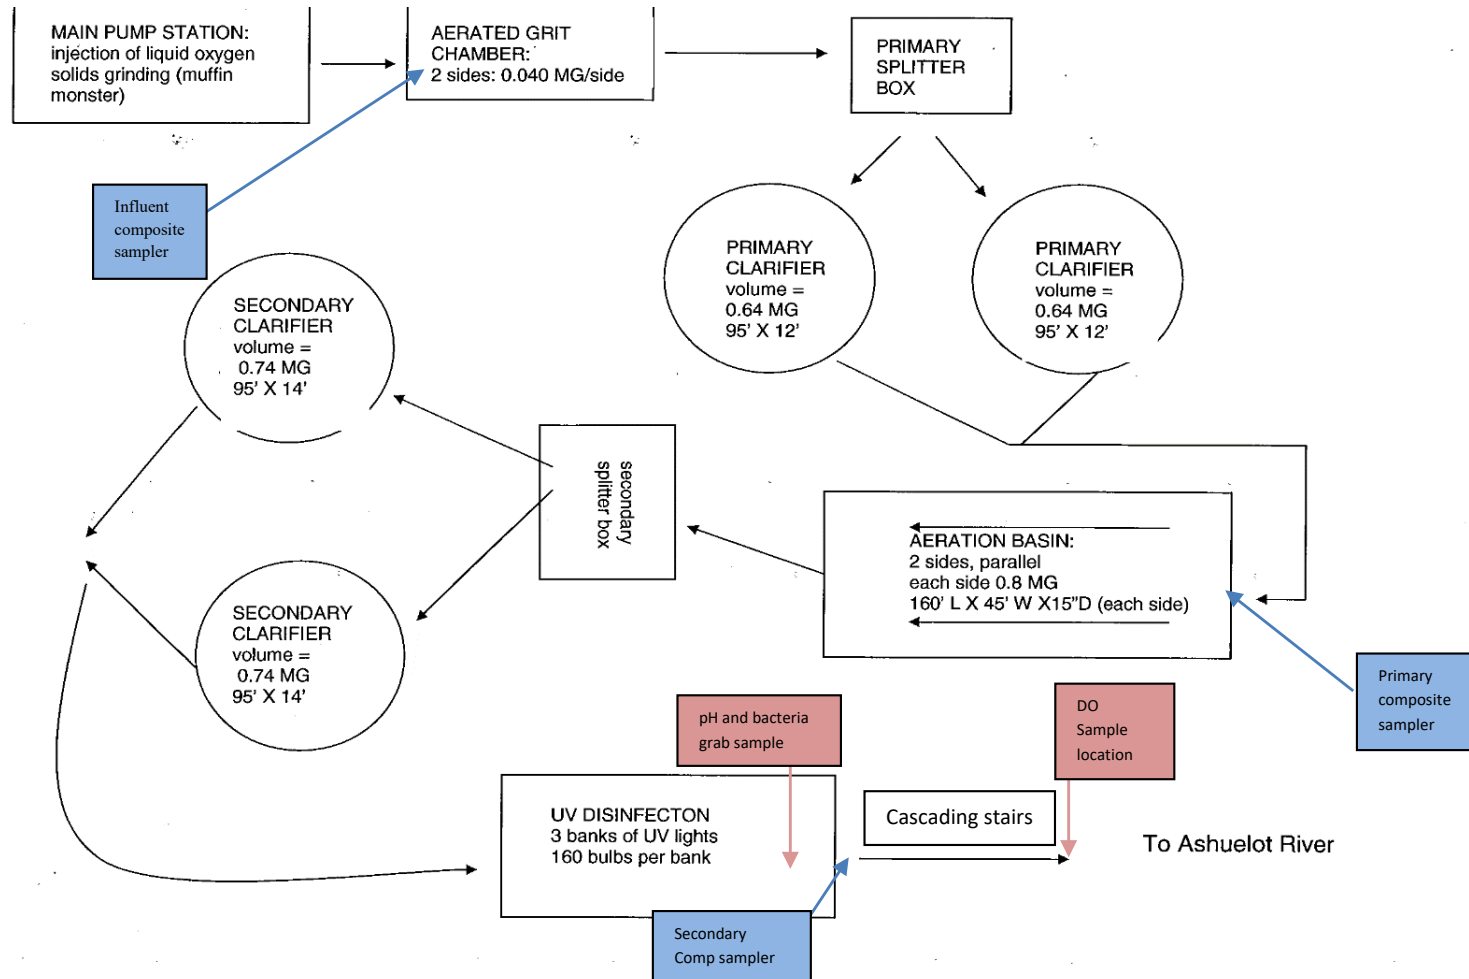 MAIN PUMP STATION:
injection of liquid oxygen
solids grinding (muffin
monster)
AERATED GRIT
CHAMBER:
2 sides: 0.040 MG/side
PRIMARY
SPLITTER
BOX
Influent
composite
sampler
PRIMARY
CLARIFIER
volume =
0.64 MG
95' X 12'
PRIMARY
CLARIFIER
volume =
0.64 MG
95' X 12'
SECONDARY
CLARIFIER
volume =
0.74 MG
95' X 14'
secondary
splitter box
AERATION BASIN:
2 sides, parallel
each side 0.8 MG
160' L X 45' W X15"D (each side)
SECONDARY
CLARIFIER
volume =
0.74 MG
95' X 14'
Primary
composite
sampler
pH and bacteria
grab sample
DO
Sample
location
UV DISINFECTON
3 banks of UV lights
160 bulbs per bank
Cascading stairs
To Ashuelot River
Secondary
Comp sampler